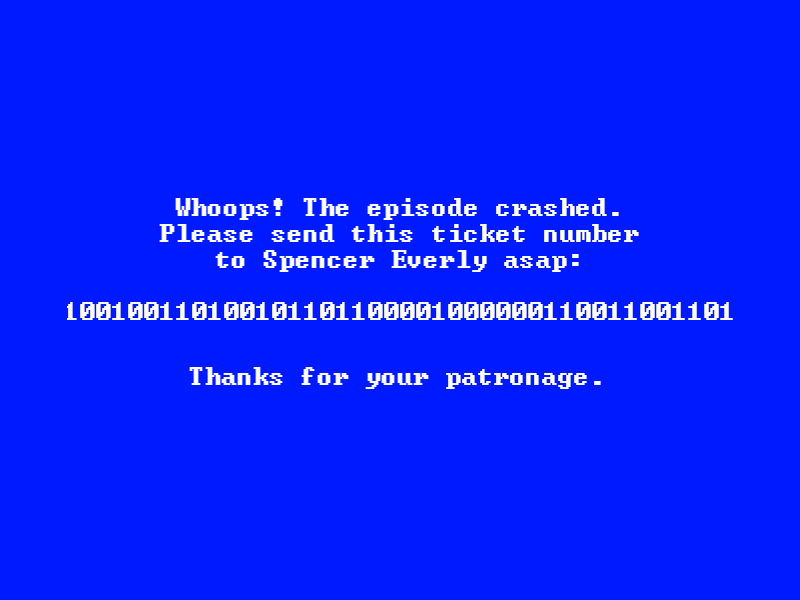 Whoops! The episode crashed.
Please send this ticket number
to Spencer Everly asap:
100100110100101101100001000000110011001101
Thanks for your patronage.